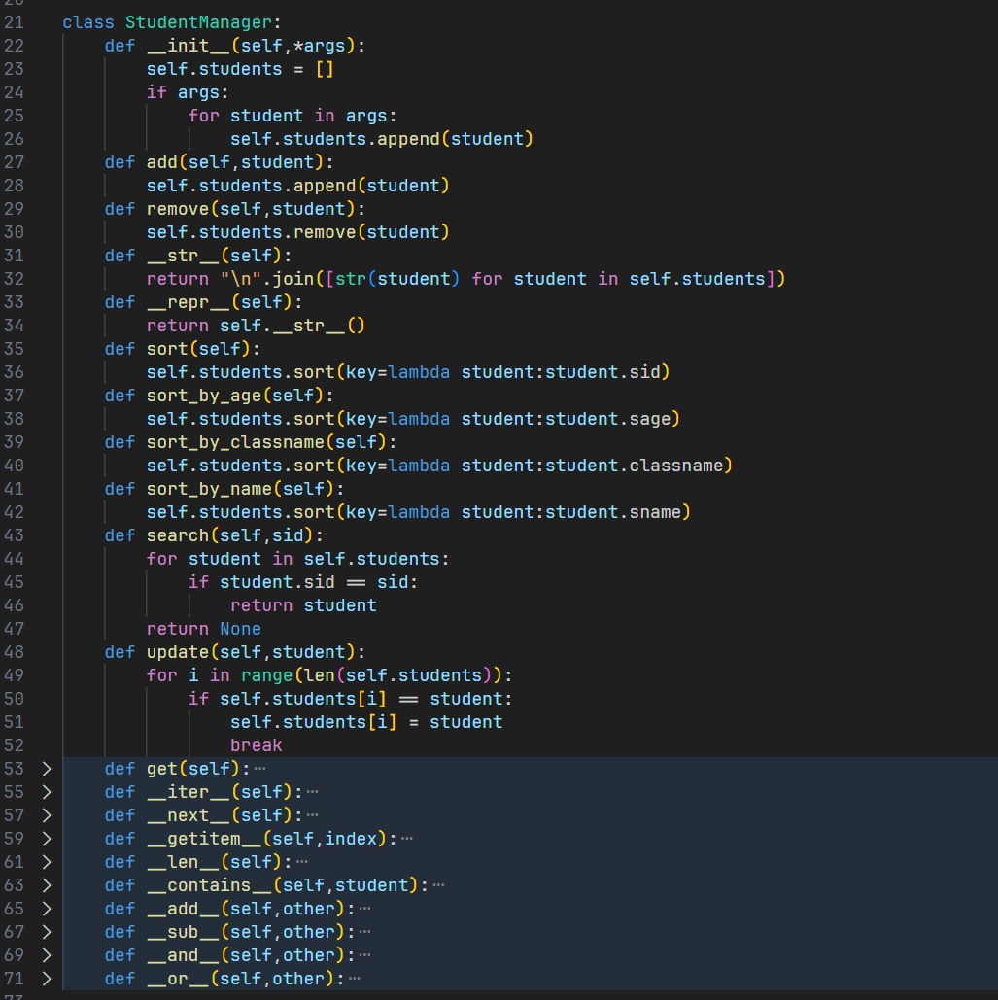 21 class StudentManager:
22     def __init__(self,*args):
23         self.students = []
24         if args:
25             for student in args:
26                 self.students.append(student)
27     def add(self,student):
28         self.students.append(student)
29     def remove(self,student):
30         self.students.remove(student)
31     def __str__(self):
32         return "\n".join([str(student) for student in self.students])
33     def __repr__(self):
34         return self.__str__()
35     def sort(self):
36         self.students.sort(key=lambda student:student.sid)
37     def sort_by_age(self):
38         self.students.sort(key=lambda student:student.sage)
39     def sort_by_classname(self):
40         self.students.sort(key=lambda student:student.classname)
41     def sort_by_name(self):
42         self.students.sort(key=lambda student:student.sname)
43     def search(self,sid):
44         for student in self.students:
45             if student.sid == sid:
46                 return student
47         return None
48     def update(self,student):
49         for i in range(len(self.students)):
50             if self.students[i] == student:
51                 self.students[i] = student
52                 break
53 >   def get(self):⋯
55 >   def __iter__(self):⋯
57 >   def __next__(self):⋯
59 >   def __getitem__(self,index):⋯
61 >   def __len__(self):⋯
63 >   def __contains__(self,student):⋯
65 >   def __add__(self,other):⋯
67 >   def __sub__(self,other):⋯
69 >   def __and__(self,other):⋯
71 >   def __or__(self,other):⋯